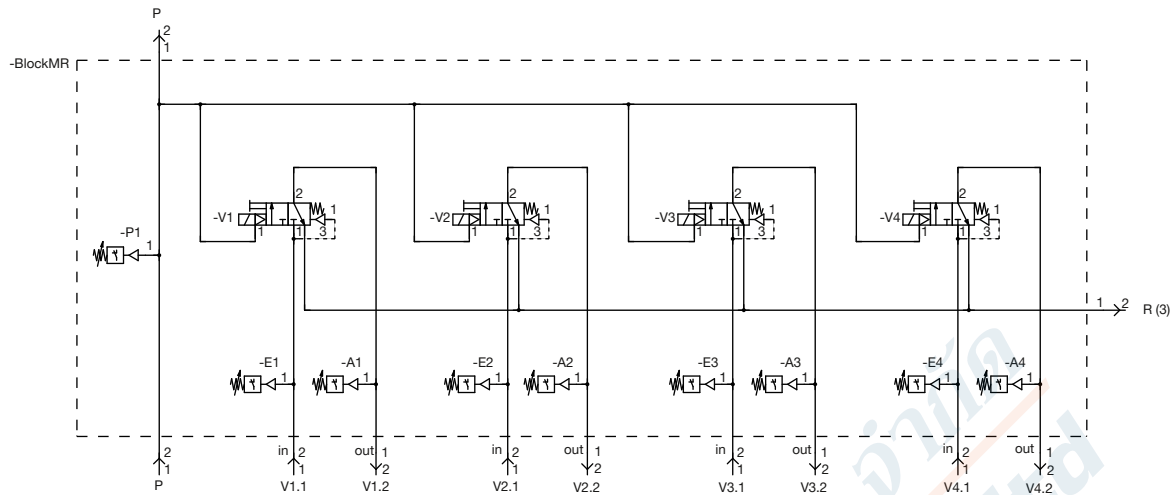 P
2
1
-BlockMR
2 2 2 2
-V1 1 1 3 1
-V2 1 1 3 1
-V3 1 1 3 1
-V4 1 1 3 1
-P1 1
1 2 R (3)
-E1 1 -A1 1 -E2 1 -A2 1 -E3 1 -A3 1 -E4 1 -A4 1
2 in 2 out 1 in 2 out 1 in 2 out 1 in 2 out 1
1 1 2 1 2 1 2 1 2
P V1.1 V1.2 V2.1 V2.2 V3.1 V3.2 V4.1 V4.2
จำกัด